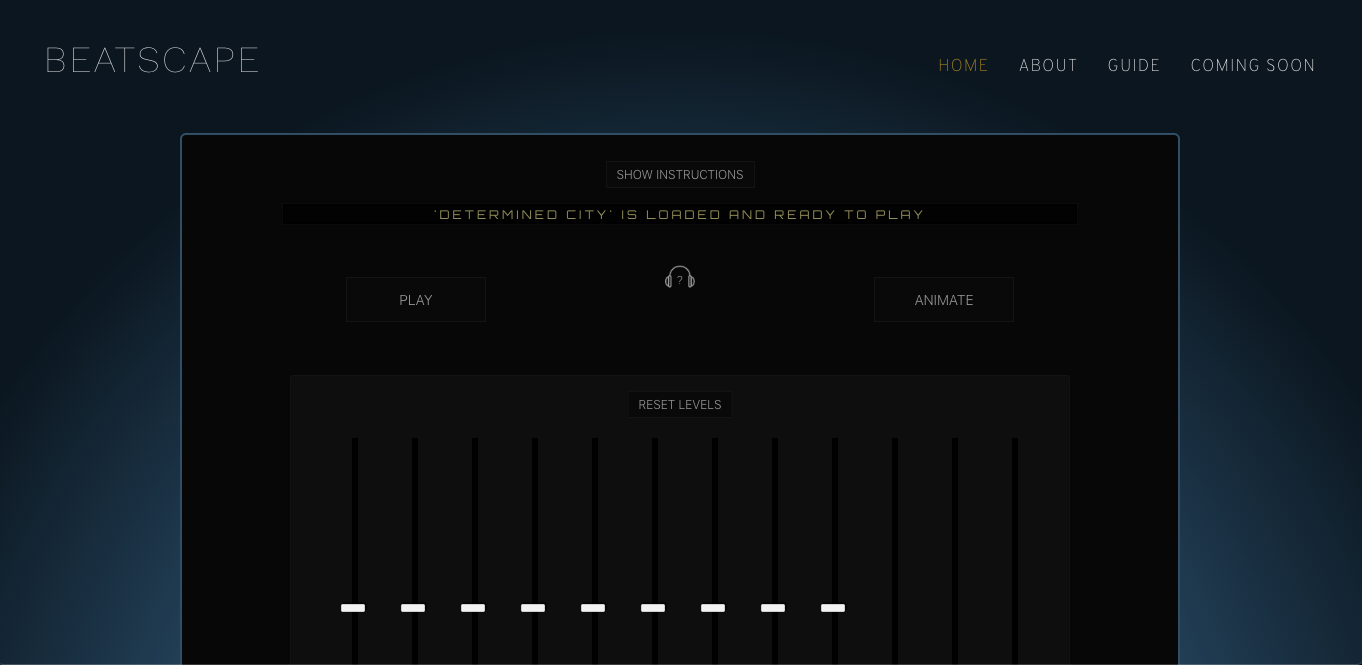 BEATSCAPE
HOME ABOUT GUIDE COMING SOON
SHOW INSTRUCTIONS
'DETERMINED CITY' IS LOADED AND READY TO PLAY
?
PLAY
ANIMATE
RESET LEVELS